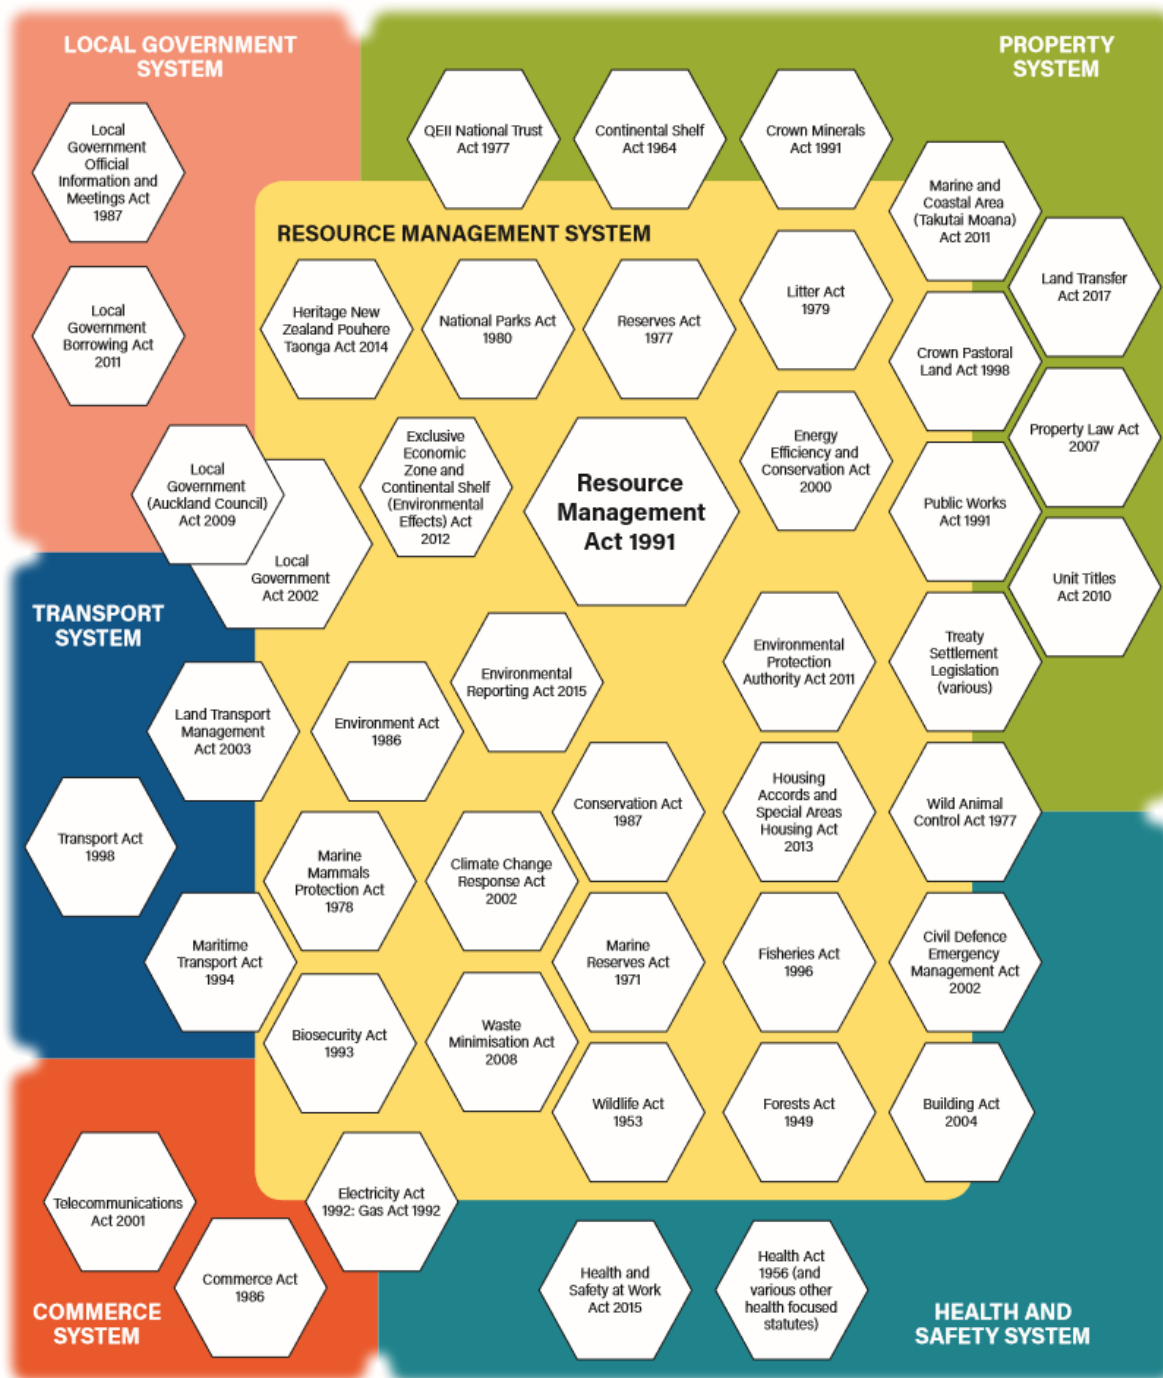 LOCAL GOVERNMENT
SYSTEM
PROPERTY
SYSTEM
Local
Government
Official
Information and
Meetings Act
1987
QEII National Trust
Act 1977
Continental Shelf
Act 1964
Crown Minerals
Act 1991
Marine and
Coastal Area
(Takutai Moana)
Act 2011
Land Transfer
Act 2017
RESOURCE MANAGEMENT SYSTEM
Local
Government
Borrowing Act
2011
Heritage New
Zealand Pouhere
Taonga Act 2014
National Parks Act
1980
Reserves Act
1977
Litter Act
1979
Crown Pastoral
Land Act 1998
Property Law Act
2007
Local
Government
(Auckland Council)
Act 2009
Local
Government
Act 2002
Exclusive
Economic
Zone and
Continental Shelf
(Environmental
Effects) Act
2012
Resource
Management
Act 1991
Energy
Efficiency and
Conservation Act
2000
Public Works
Act 1991
Unit Titles
Act 2010
TRANSPORT
SYSTEM
Environmental
Reporting Act 2015
Environmental
Protection
Authority Act 2011
Treaty
Settlement
Legislation
(various)
Land Transport
Management
Act 2003
Environment Act
1986
Conservation Act
1987
Housing
Accords and
Special Areas
Housing Act
2013
Wild Animal
Control Act 1977
Transport Act
1998
Marine
Mammals
Protection Act
1978
Climate Change
Response Act
2002
Maritime
Transport Act
1994
Marine
Reserves Act
1971
Fisheries Act
1996
Civil Defence
Emergency
Management Act
2002
Biosecurity Act
1993
Waste
Minimisation Act
2008
Wildlife Act
1953
Forests Act
1949
Building Act
2004
Telecommunications
Act 2001
Electricity Act
1992: Gas Act 1992
Commerce Act
1986
Health and
Safety at Work
Act 2015
Health Act
1956 (and
various other
health focused
statutes)
COMMERCE
SYSTEM
HEALTH AND
SAFETY SYSTEM